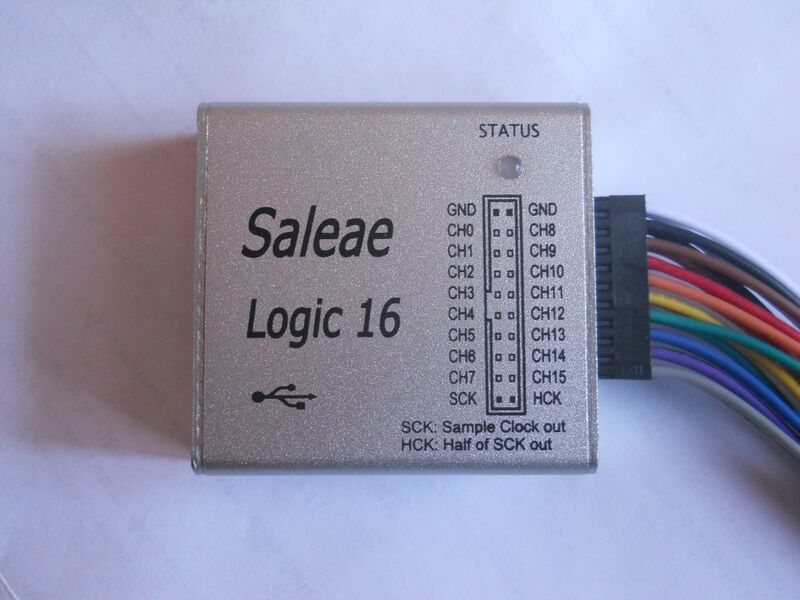 STATUS
Saleae
Logic 16
GND GND
CH0 CH8
CH1 CH9
CH2 CH10
CH3 CH11
CH4 CH12
CH5 CH13
CH6 CH14
CH7 CH15
SCK HCK
SCK: Sample Clock out
HCK: Half of SCK out